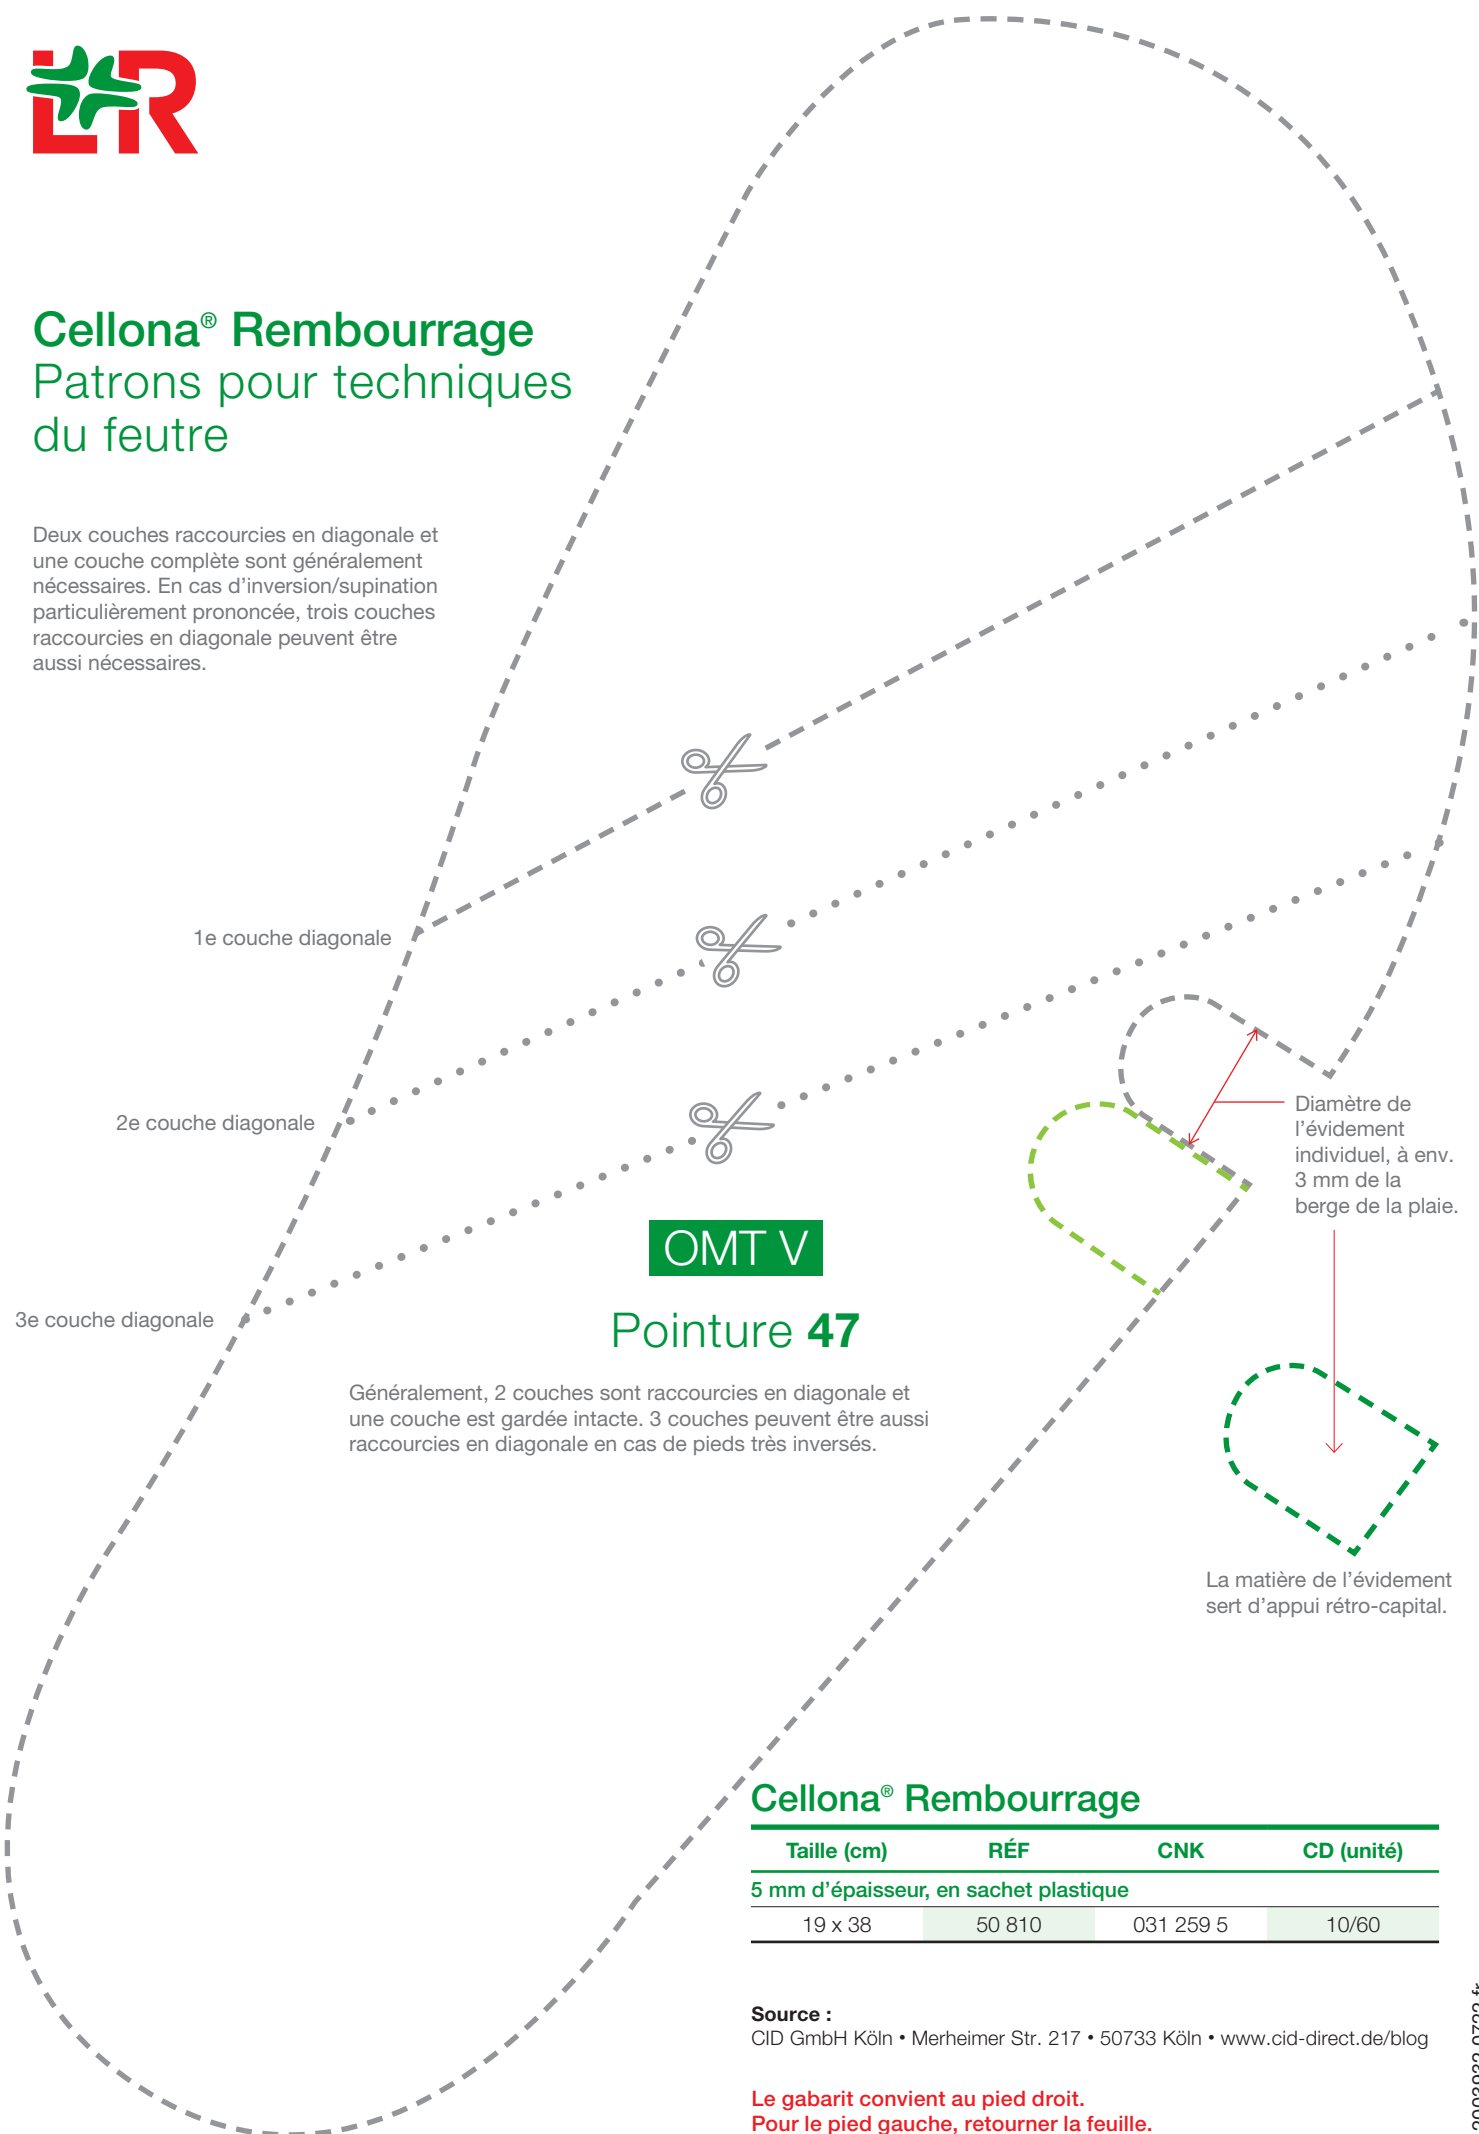 L&R
Cellona® Rembourrage
Patrons pour techniques
du feutre
Deux couches raccourcies en diagonale et
une couche complète sont généralement
nécessaires. En cas d’inversion/supination
particulièrement prononcée, trois couches
raccourcies en diagonale peuvent être
aussi nécessaires.
1e couche diagonale
2e couche diagonale
3e couche diagonale
Diamètre de
l’évidement
individuel, à env.
3 mm de la
berge de la plaie.
OMT V
Pointure 47
Généralement, 2 couches sont raccourcies en diagonale et
une couche est gardée intacte. 3 couches peuvent être aussi
raccourcies en diagonale en cas de pieds très inversés.
La matière de l’évidement
sert d’appui rétro-capital.
Cellona® Rembourrage
Taille (cm) RÉF CNK CD (unité)
5 mm d’épaisseur, en sachet plastique
19 x 38 50 810 031 259 5 10/60
Source :
CID GmbH Köln • Merheimer Str. 217 • 50733 Köln • www.cid-direct.de/blog
Le gabarit convient au pied droit.
Pour le pied gauche, retourner la feuille.